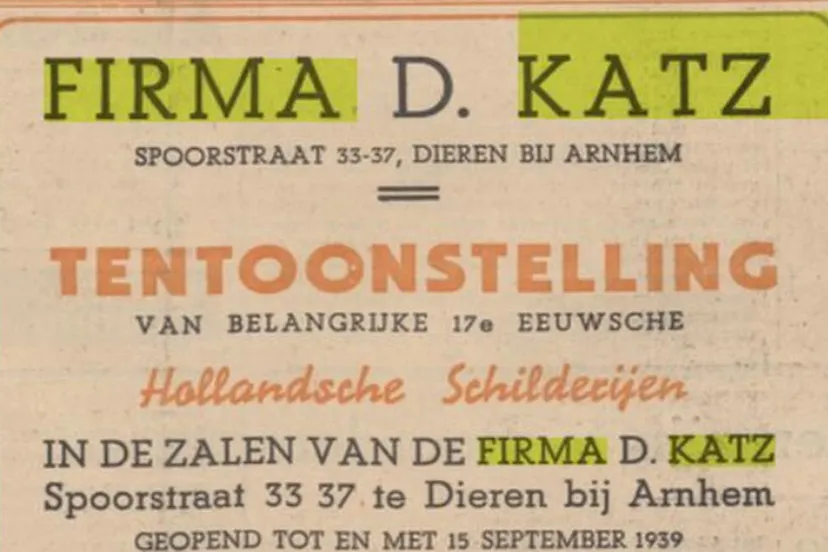 FIRMA D. KATZ
SPOORSTRAAT 33-37, DIEREN BIJ ARNHEM
TENTOONSTELLING
VAN BELANGRIJKE 17e EEUWSCHE
Hollandsche Schilderijen
IN DE ZALEN VAN DE FIRMA D. KATZ
Spoorstraat 33 37 te Dieren bij Arnhem
GEOPEND TOT EN MET 15 SEPTEMBER 1939